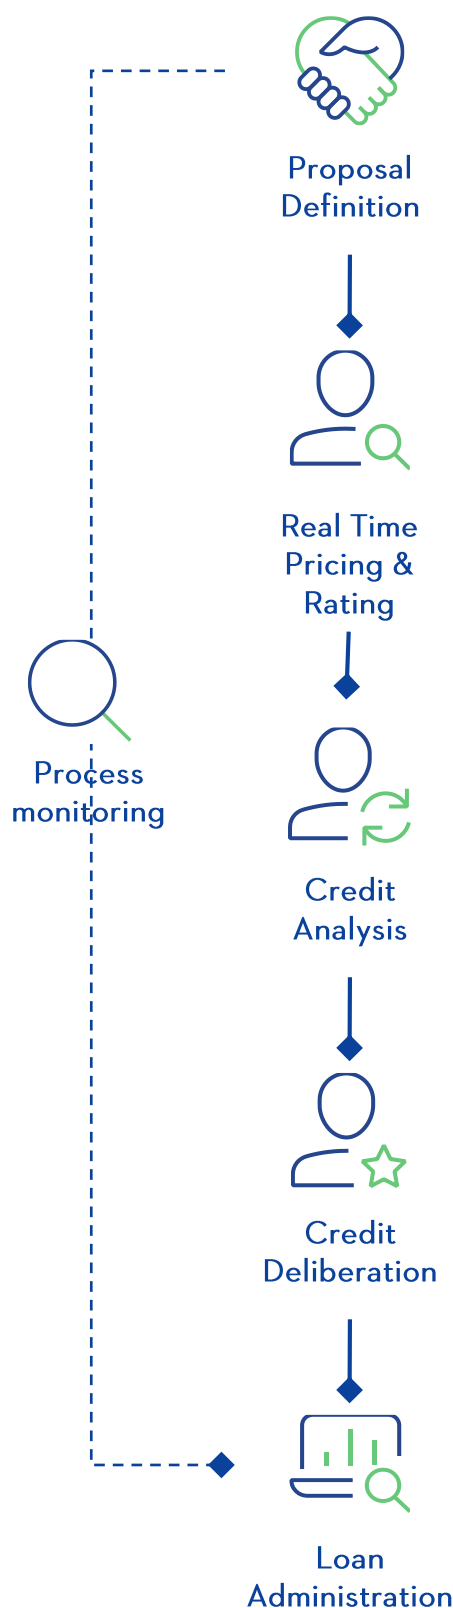 Proposal
Definition
Real Time
Pricing &
Rating
Process
monitoring
Credit
Analysis
Credit
Deliberation
Loan
Administration